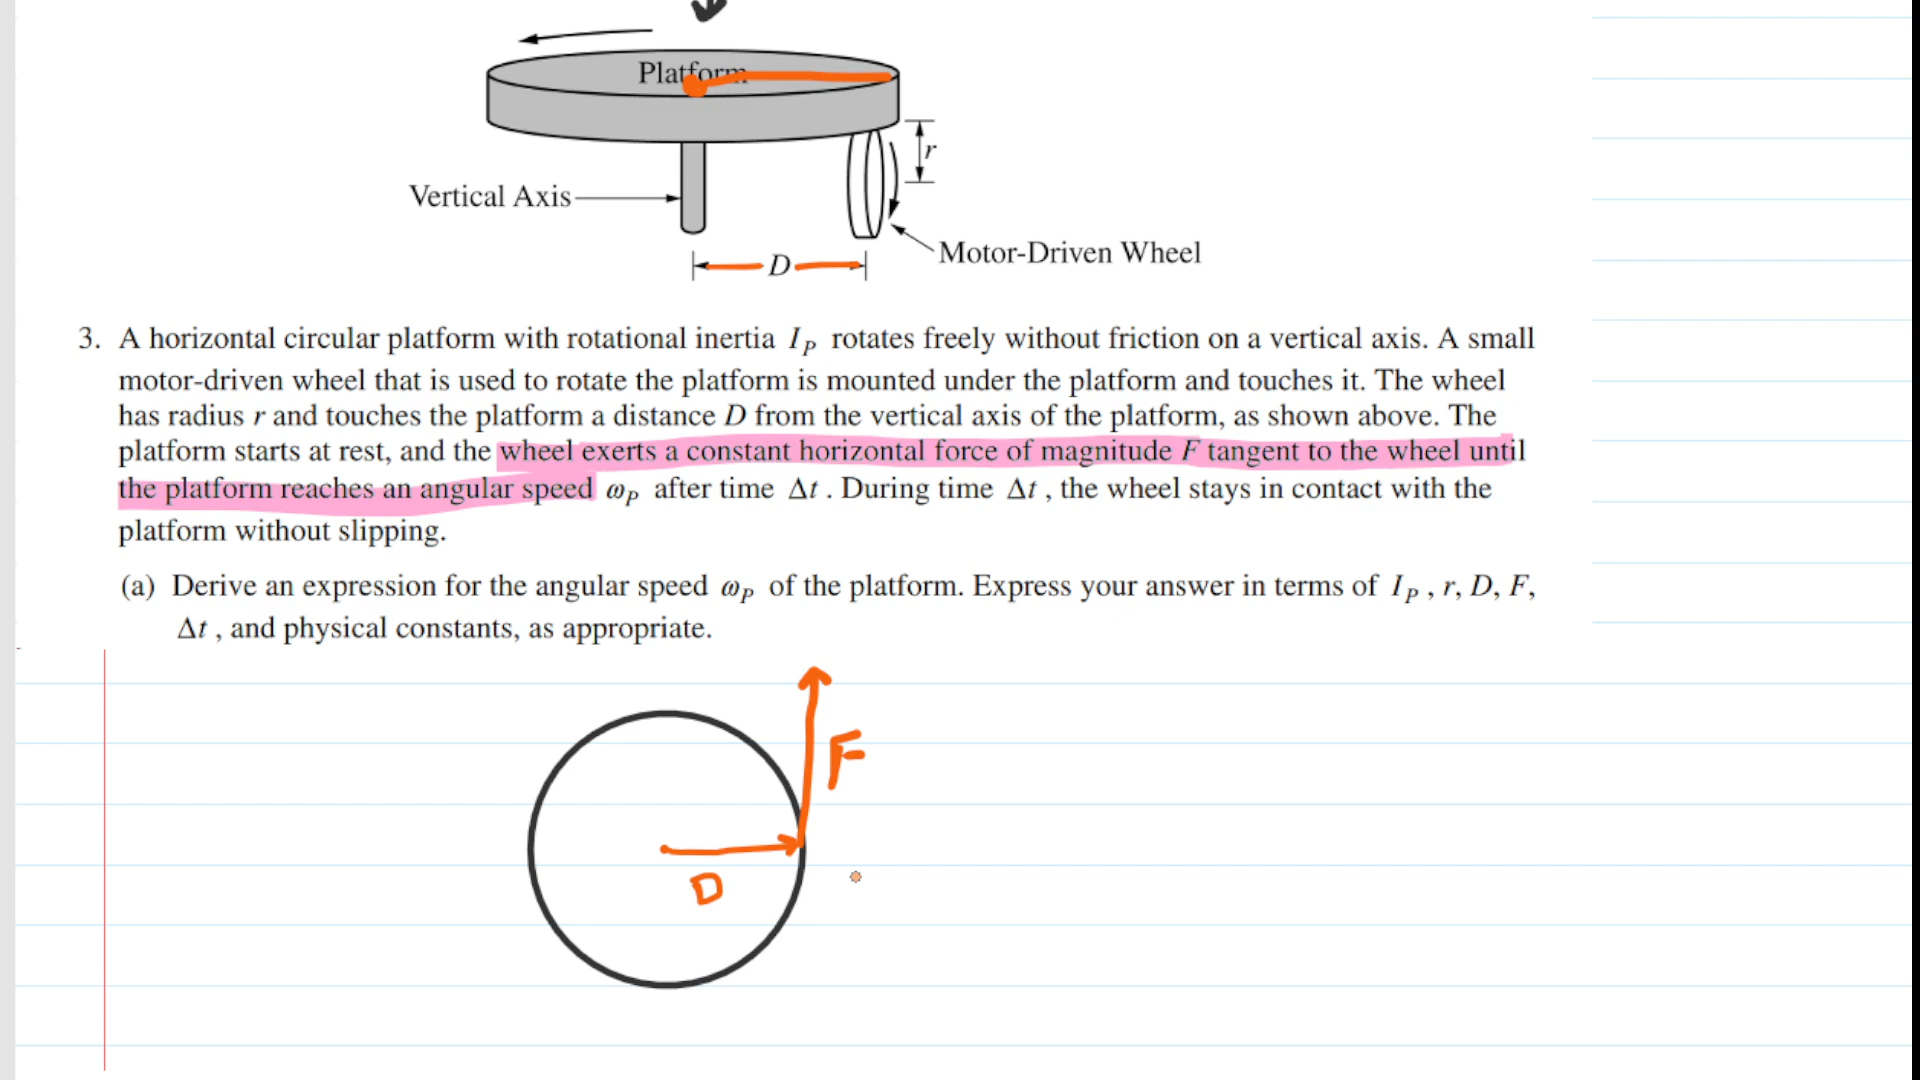 Platform
r
Vertical Axis
Motor-Driven Wheel
D
3. A horizontal circular platform with rotational inertia I_P rotates freely without friction on a vertical axis. A small
motor-driven wheel that is used to rotate the platform is mounted under the platform and touches it. The wheel
has radius r and touches the platform a distance D from the vertical axis of the platform, as shown above. The
platform starts at rest, and the wheel exerts a constant horizontal force of magnitude F tangent to the wheel until
the platform reaches an angular speed ω_P after time Δt . During time Δt , the wheel stays in contact with the
platform without slipping.
(a) Derive an expression for the angular speed ω_P of the platform. Express your answer in terms of I_P , r, D, F,
Δt , and physical constants, as appropriate.
F
D